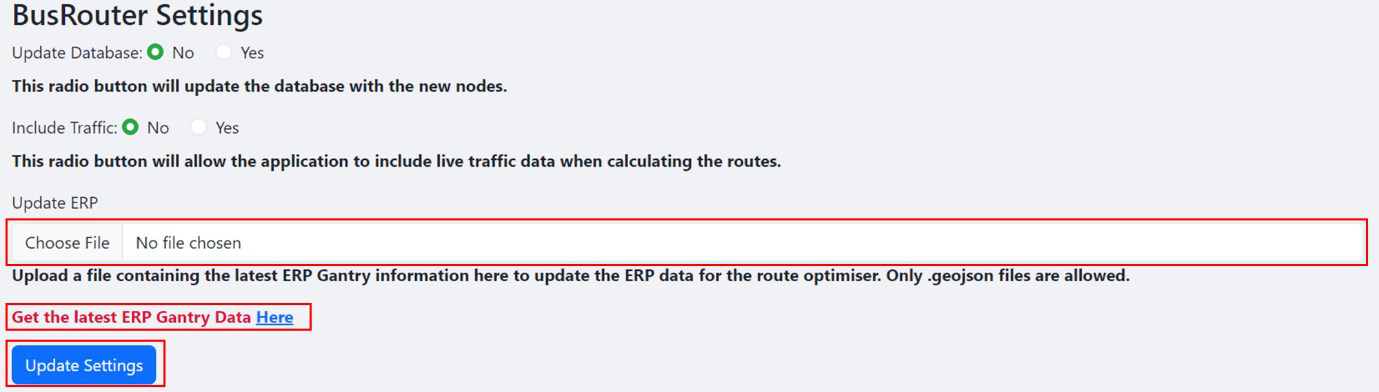 BusRouter Settings
Update Database: No Yes
This radio button will update the database with the new nodes.
Include Traffic: No Yes
This radio button will allow the application to include live traffic data when calculating the routes.
Update ERP
Choose File No file chosen
Upload a file containing the latest ERP Gantry information here to update the ERP data for the route optimiser. Only .geojson files are allowed.
Get the latest ERP Gantry Data Here
Update Settings